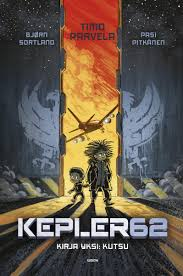 TIMO
PARVELA
BJØRN
SORTLAND
PASI
PITKÄNEN
KEPLER62
KIRJA YKSI: KUTSU